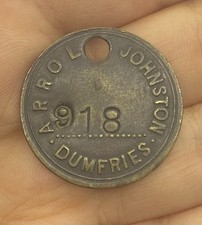 ARROL JOHNSTON
918
· DUMFRIES ·